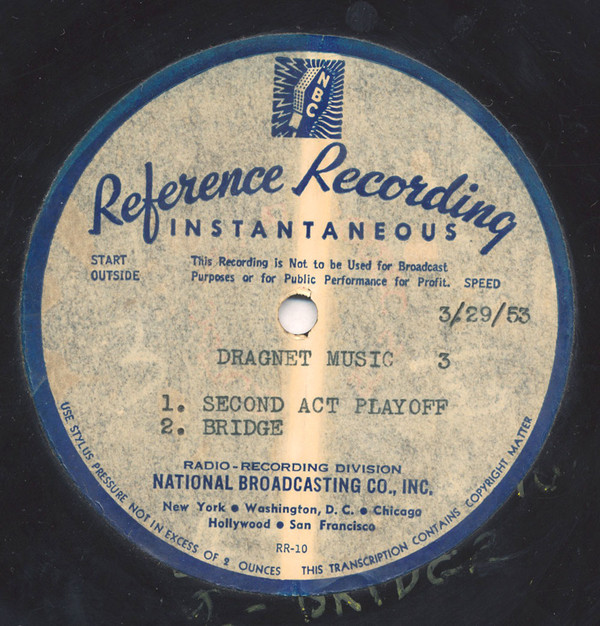 NBC
Reference Recording
INSTANTANEOUS
START
OUTSIDE
This Recording is Not to be Used for Broadcast
Purposes or for Public Performance for Profit.
SPEED
3/29/53
DRAGNET MUSIC 3
1. SECOND ACT PLAYOFF
2. BRIDGE
RADIO-RECORDING DIVISION
NATIONAL BROADCASTING CO., INC.
New York • Washington, D. C. • Chicago
Hollywood • San Francisco
RR-10
USE STYLUS PRESSURE NOT IN EXCESS OF 2 OUNCES
THIS TRANSCRIPTION CONTAINS COPYRIGHT MATTER
BRIDGE